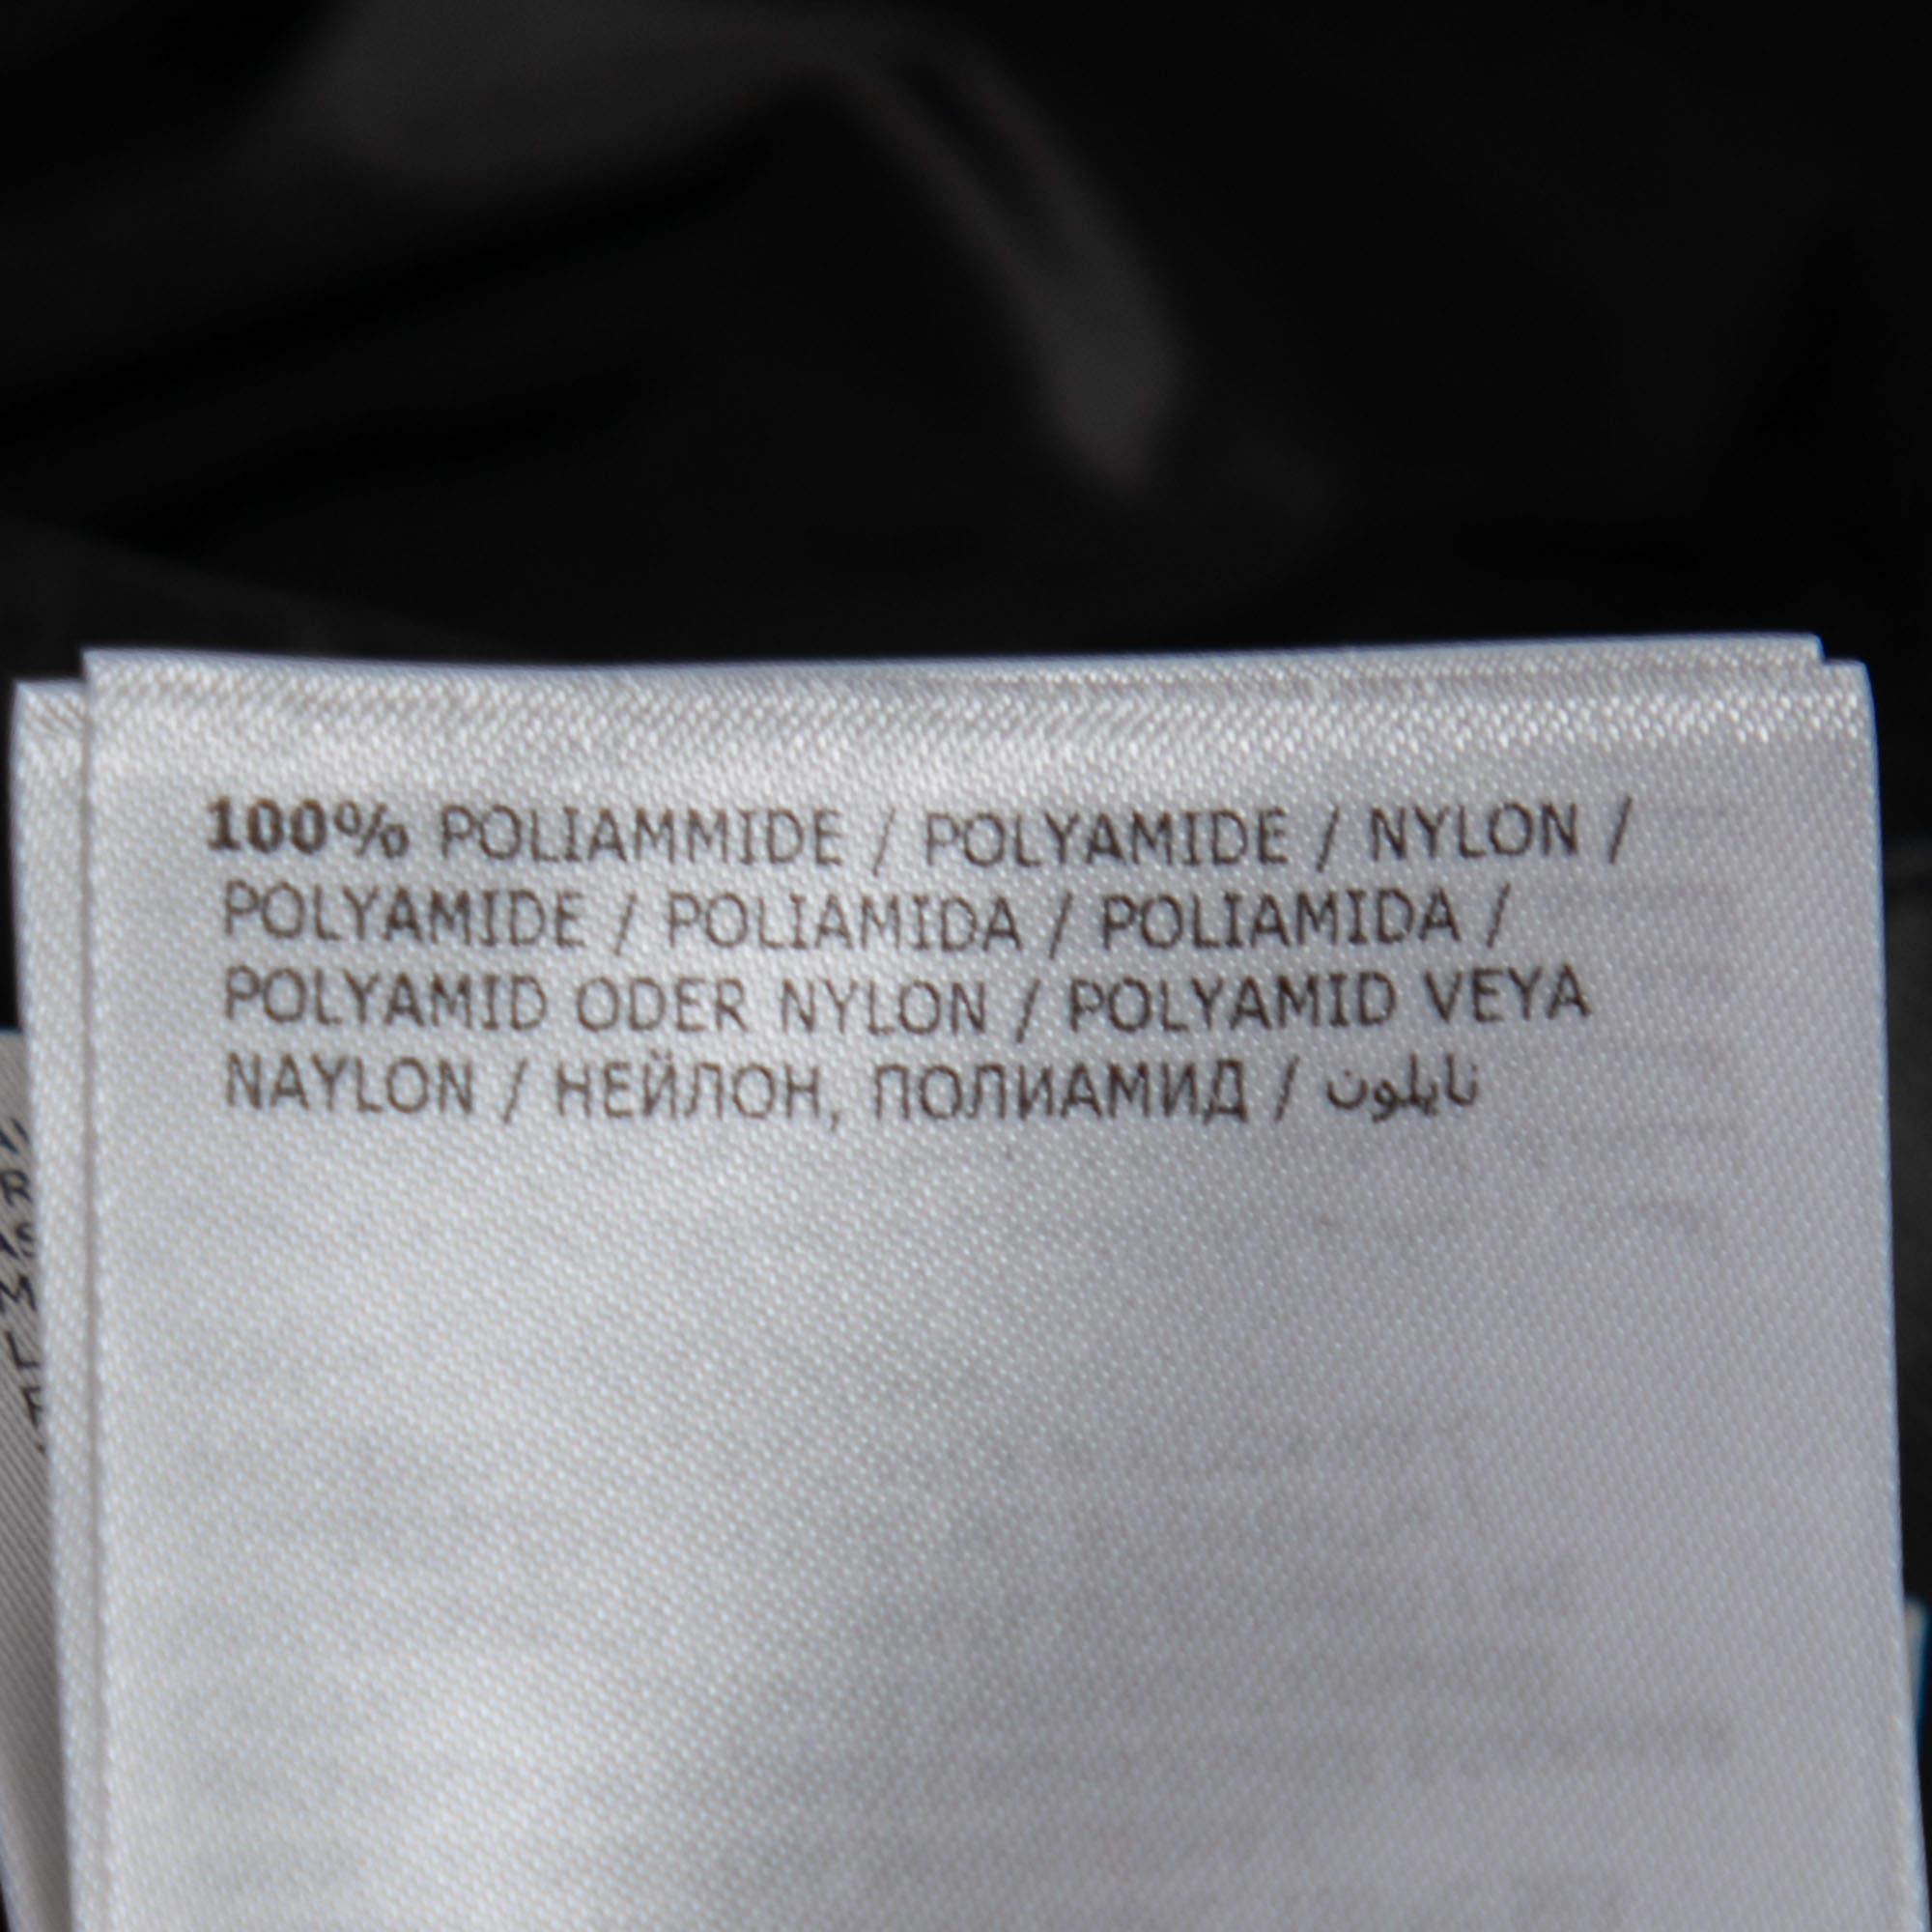 100% POLIAMMIDE / POLYAMIDE / NYLON /
POLYAMIDE / POLIAMIDA / POLIAMIDA /
POLYAMID ODER NYLON / POLYAMID VEYA
NAYLON / НЕЙЛОН, ПОЛИАМИД / نايلون